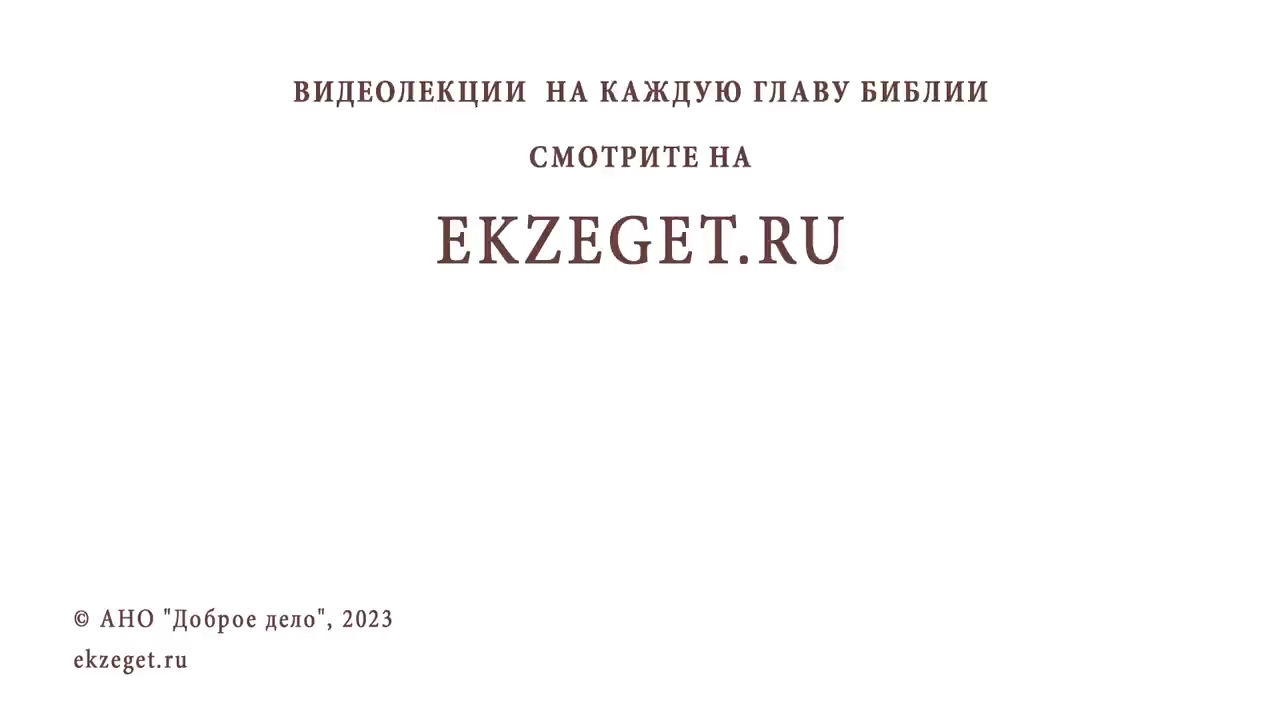 ВИДЕОЛЕКЦИИ НА КАЖДУЮ ГЛАВУ БИБЛИИ
СМОТРИТЕ НА
EKZEGET.RU
© АНО "Доброе дело", 2023
ekzeget.ru